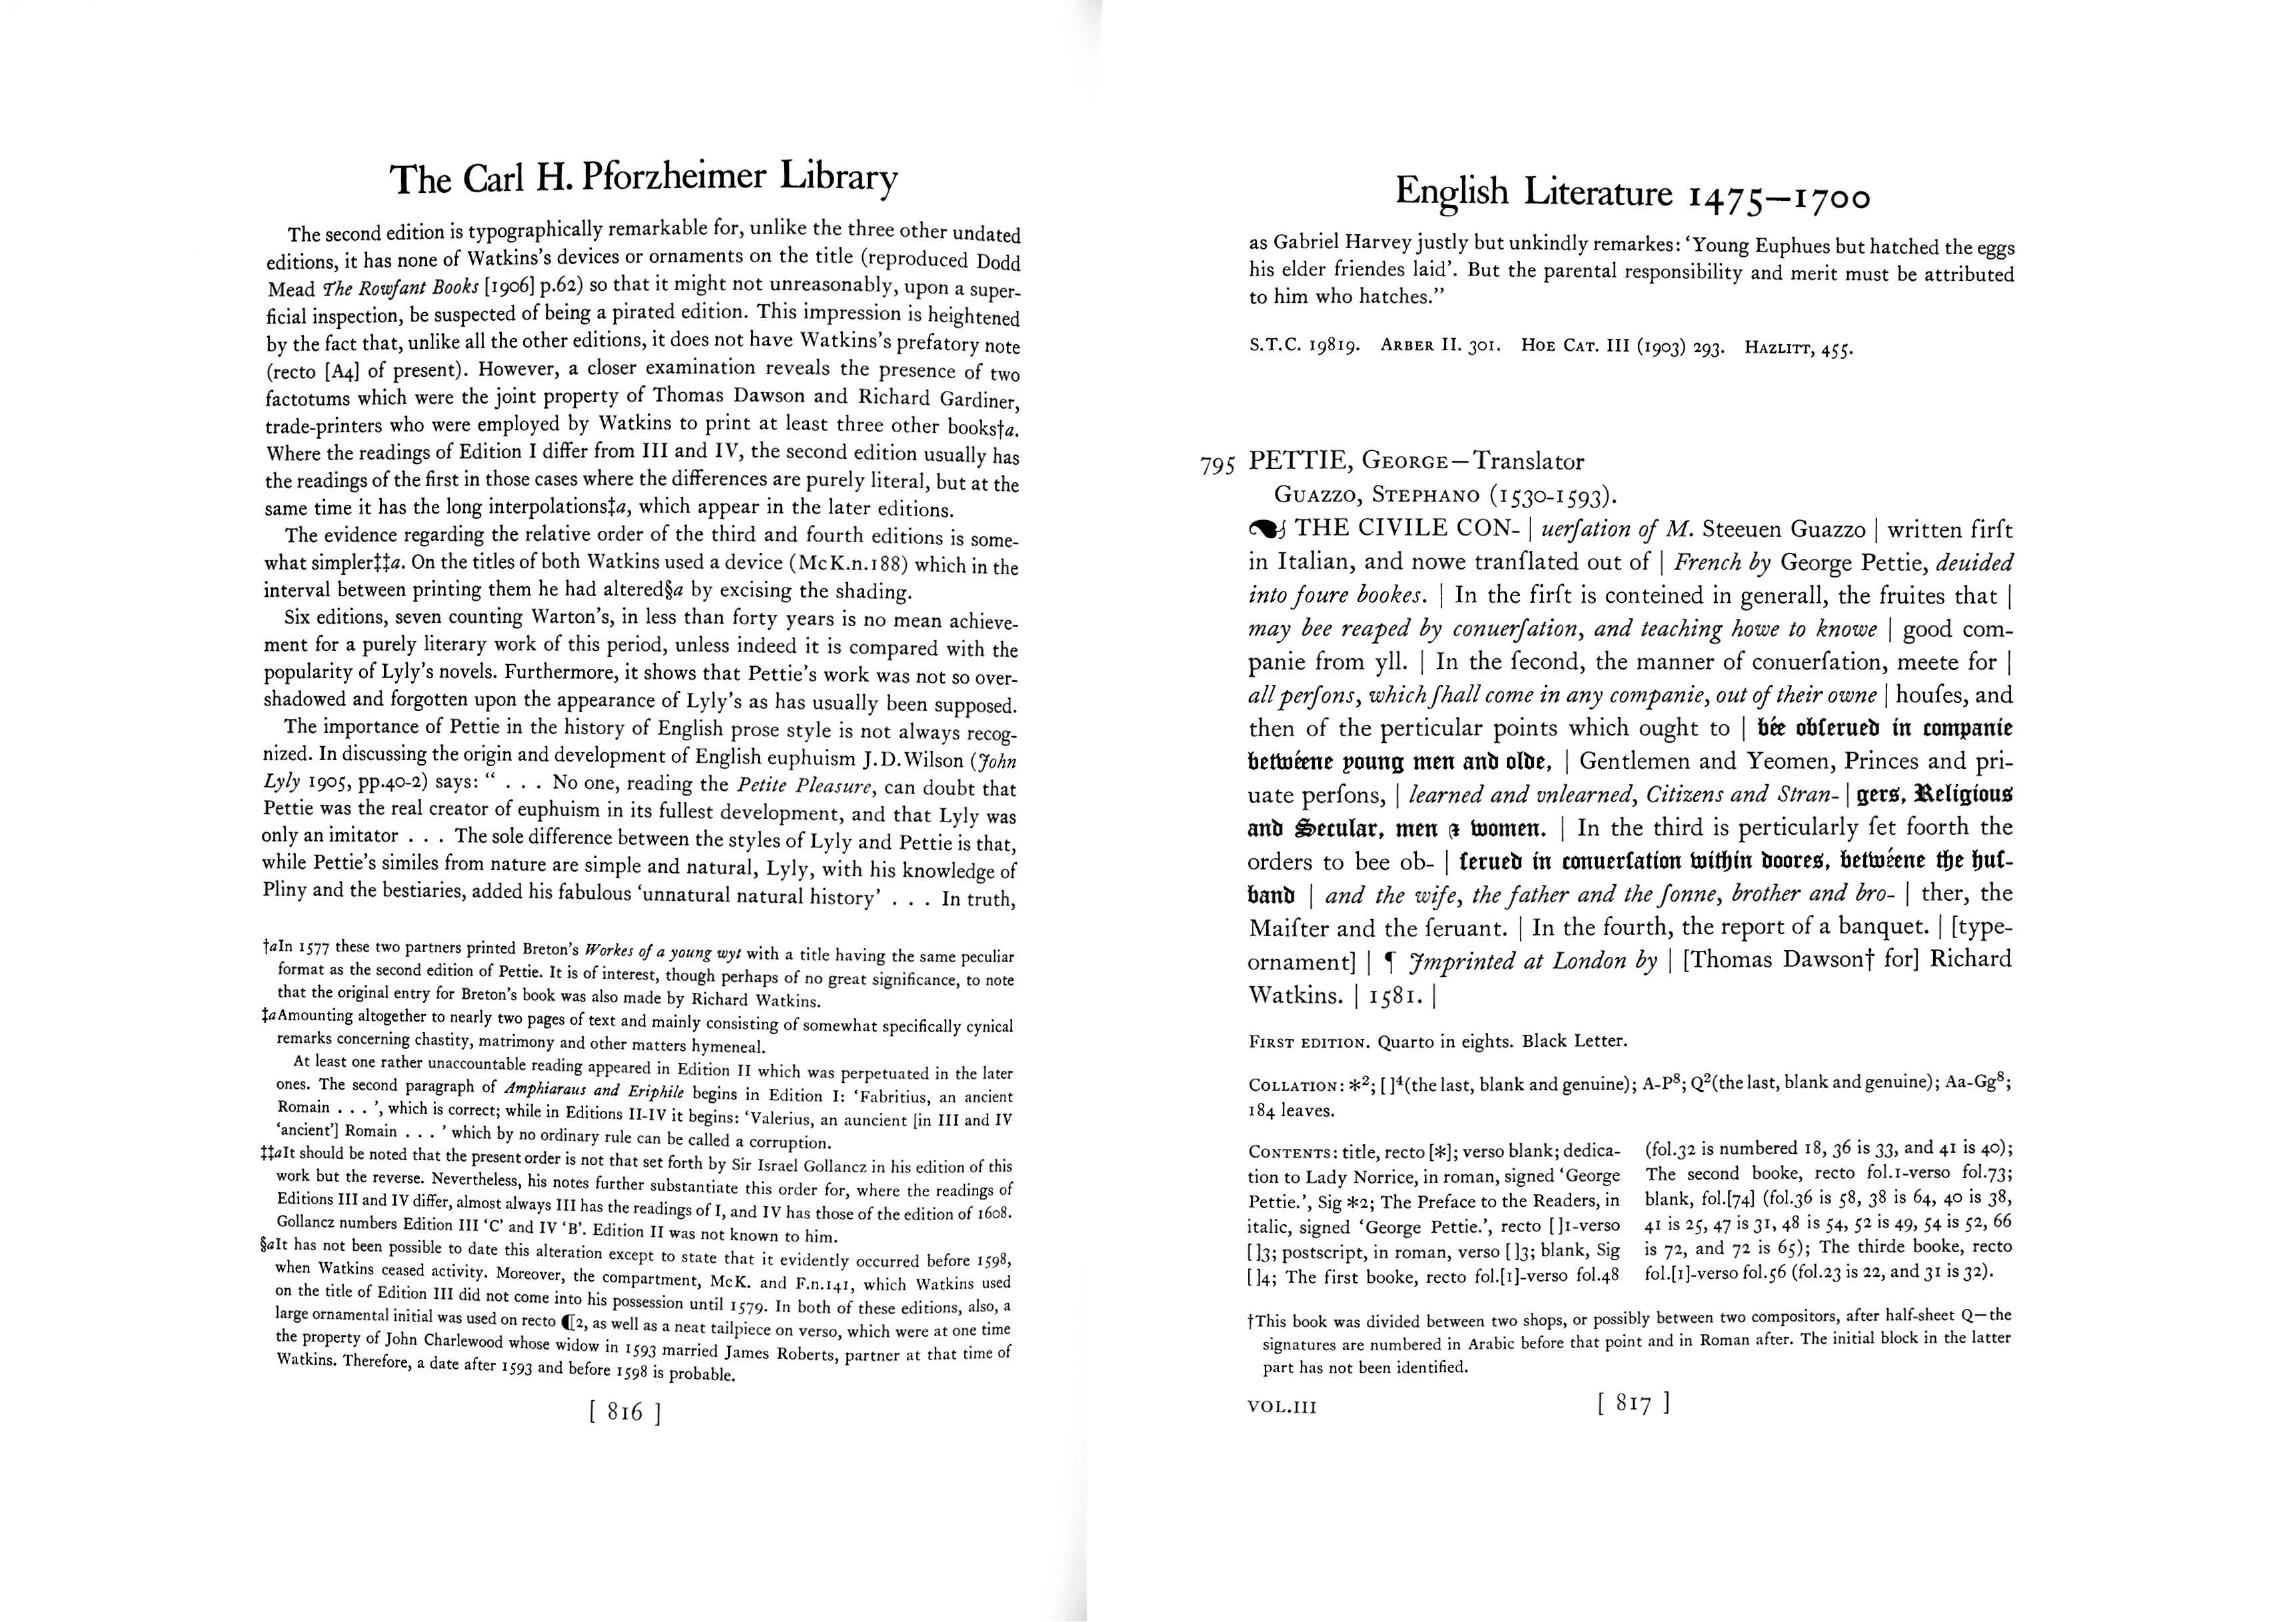 The Carl H. Pforzheimer Library
The second edition is typographically remarkable for, unlike the three other undated
editions, it has none of Watkins's devices or ornaments on the title (reproduced Dodd
Mead The Rowfant Books [1906] p.62) so that it might not unreasonably, upon a super-
ficial inspection, be suspected of being a pirated edition. This impression is heightened
by the fact that, unlike all the other editions, it does not have Watkins's prefatory note
(recto [A4] of present). However, a closer examination reveals the presence of two
factotums which were the joint property of Thomas Dawson and Richard Gardiner,
trade-printers who were employed by Watkins to print at least three other books†a.
Where the readings of Edition I differ from III and IV, the second edition usually has
the readings of the first in those cases where the differences are purely literal, but at the
same time it has the long interpolations‡a, which appear in the later editions.
The evidence regarding the relative order of the third and fourth editions is some-
what simpler‡‡a. On the titles of both Watkins used a device (McK.n.188) which in the
interval between printing them he had altered§a by excising the shading.
Six editions, seven counting Warton's, in less than forty years is no mean achieve-
ment for a purely literary work of this period, unless indeed it is compared with the
popularity of Lyly's novels. Furthermore, it shows that Pettie's work was not so over-
shadowed and forgotten upon the appearance of Lyly's as has usually been supposed.
The importance of Pettie in the history of English prose style is not always recog-
nized. In discussing the origin and development of English euphuism J.D.Wilson (John
Lyly 1905, pp.40-2) says: " . . . No one, reading the Petite Pleasure, can doubt that
Pettie was the real creator of euphuism in its fullest development, and that Lyly was
only an imitator . . . The sole difference between the styles of Lyly and Pettie is that,
while Pettie's similes from nature are simple and natural, Lyly, with his knowledge of
Pliny and the bestiaries, added his fabulous 'unnatural natural history' . . . In truth,
†aIn 1577 these two partners printed Breton's Workes of a young wyt with a title having the same peculiar
format as the second edition of Pettie. It is of interest, though perhaps of no great significance, to note
that the original entry for Breton's book was also made by Richard Watkins.
‡aAmounting altogether to nearly two pages of text and mainly consisting of somewhat specifically cynical
remarks concerning chastity, matrimony and other matters hymeneal.
At least one rather unaccountable reading appeared in Edition II which was perpetuated in the later
ones. The second paragraph of Amphiaraus and Eriphile begins in Edition I: 'Fabritius, an ancient
Romain . . . ', which is correct; while in Editions II-IV it begins: 'Valerius, an auncient [in III and IV
'ancient'] Romain . . . ' which by no ordinary rule can be called a corruption.
‡‡aIt should be noted that the present order is not that set forth by Sir Israel Gollancz in his edition of this
work but the reverse. Nevertheless, his notes further substantiate this order for, where the readings of
Editions III and IV differ, almost always III has the readings of I, and IV has those of the edition of 1608.
Gollancz numbers Edition III 'C' and IV 'B'. Edition II was not known to him.
§aIt has not been possible to date this alteration except to state that it evidently occurred before 1598,
when Watkins ceased activity. Moreover, the compartment, McK. and F.n.141, which Watkins used
on the title of Edition III did not come into his possession until 1579. In both of these editions, also, a
large ornamental initial was used on recto ¶[2, as well as a neat tailpiece on verso, which were at one time
the property of John Charlewood whose widow in 1593 married James Roberts, partner at that time of
Watkins. Therefore, a date after 1593 and before 1598 is probable.
[ 816 ]
English Literature 1475—1700
as Gabriel Harvey justly but unkindly remarks: 'Young Euphues but hatched the eggs
his elder friendes laid'. But the parental responsibility and merit must be attributed
to him who hatches."
S.T.C. 19819. ARBER II. 301. HOE CAT. III (1903) 293. HAZLITT, 455.
795 PETTIE, GEORGE—Translator
GUAZZO, STEPHANO (1530-1593).
☙ THE CIVILE CON- | uerſation of M. Steeuen Guazzo | written firſt
in Italian, and nowe tranſlated out of | French by George Pettie, deuided
into foure bookes. | In the firſt is conteined in generall, the fruites that |
may bee reaped by conuerſation, and teaching howe to knowe | good com-
panie from yll. | In the ſecond, the manner of conuerſation, meete for |
all perſons, which ſhall come in any companie, out of their owne | houſes, and
then of the perticular points which ought to | bée obſerued in companie
betwéene young men and olde, | Gentlemen and Yeomen, Princes and pri-
uate perſons, | learned and vnlearned, Citizens and Stran- | gers, Religious
and Secular, men & women. | In the third is perticularly ſet foorth the
orders to bee ob- | ſerued in conuerſation within doores, betwéene the huſ-
band | and the wife, the father and the ſonne, brother and bro- | ther, the
Maiſter and the ſeruant. | In the fourth, the report of a banquet. | [type-
ornament] | ¶ Imprinted at London by | [Thomas Dawson† for] Richard
Watkins. | 1581. |
FIRST EDITION. Quarto in eights. Black Letter.
COLLATION: *²; [ ]⁴(the last, blank and genuine); A-P⁸; Q²(the last, blank and genuine); Aa-Gg⁸;
184 leaves.
CONTENTS: title, recto [*]; verso blank; dedica-
tion to Lady Norrice, in roman, signed 'George
Pettie.', Sig *2; The Preface to the Readers, in
italic, signed 'George Pettie.', recto [ ]1-verso
[ ]3; postscript, in roman, verso [ ]3; blank, Sig
[ ]4; The first booke, recto fol.[1]-verso fol.48
(fol.32 is numbered 18, 36 is 33, and 41 is 40);
The second booke, recto fol.1-verso fol.73;
blank, fol.[74] (fol.36 is 58, 38 is 64, 40 is 38,
41 is 25, 47 is 31, 48 is 54, 52 is 49, 54 is 52, 66
is 72, and 72 is 65); The thirde booke, recto
fol.[1]-verso fol.56 (fol.23 is 22, and 31 is 32).
†This book was divided between two shops, or possibly between two compositors, after half-sheet Q—the
signatures are numbered in Arabic before that point and in Roman after. The initial block in the latter
part has not been identified.
VOL.III
[ 817 ]